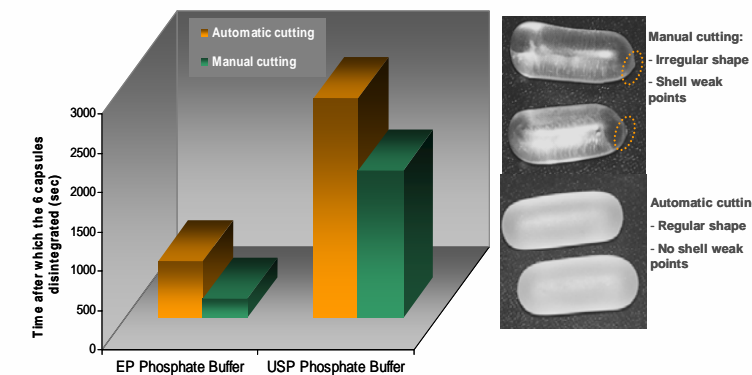 Automatic cutting
Manual cutting
Time after which the 6 capsules
disintegrated (sec)
3000
2500
2000
1500
1000
500
0
EP Phosphate Buffer
USP Phosphate Buffer
Manual cutting:
- Irregular shape
- Shell weak
points
Automatic cuttin
- Regular shape
- No shell weak
points